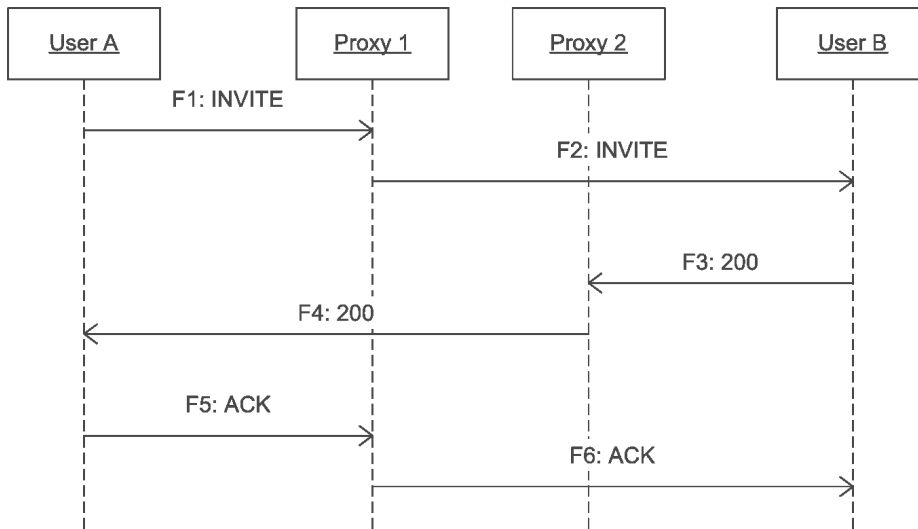 User A
Proxy 1
Proxy 2
User B
F1: INVITE
F2: INVITE
F3: 200
F4: 200
F5: ACK
F6: ACK